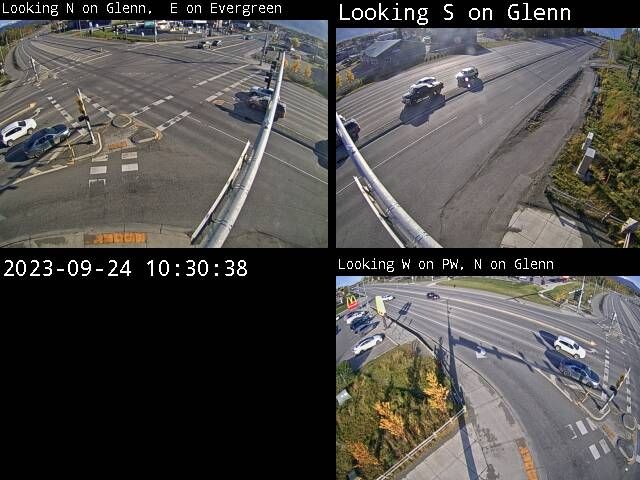 Looking N on Glenn,  E on Evergreen
Looking S on Glenn
2023-09-24 10:30:38
Looking W on PW, N on Glenn